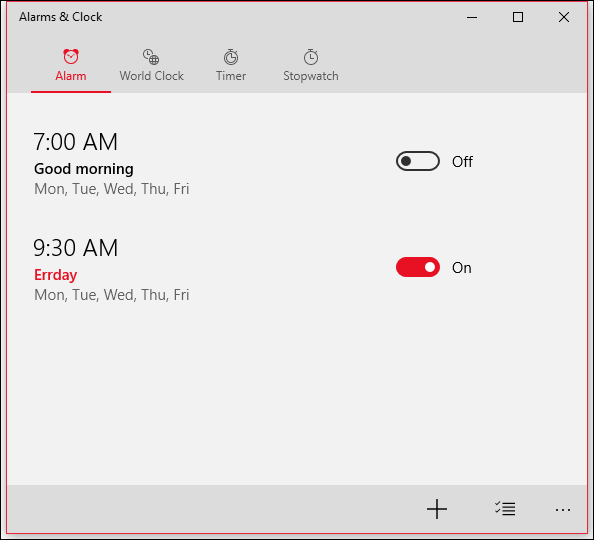 Alarms & Clock
Alarm
World Clock
Timer
Stopwatch
7:00 AM
Good morning
Mon, Tue, Wed, Thu, Fri
Off
9:30 AM
Errday
Mon, Tue, Wed, Thu, Fri
On